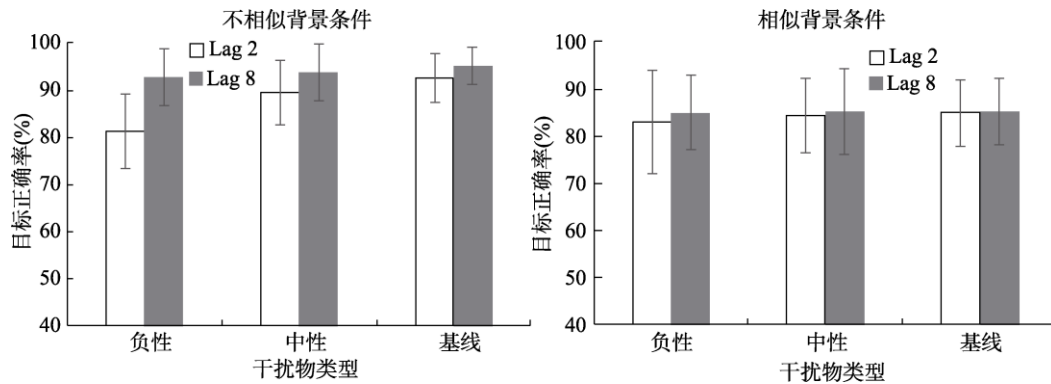 不相似背景条件
Lag 2
Lag 8
目标正确率(%)
100
90
80
70
60
50
40
负性
中性
基线
干扰物类型
相似背景条件
Lag 2
Lag 8
目标正确率(%)
100
90
80
70
60
50
40
负性
中性
基线
干扰物类型